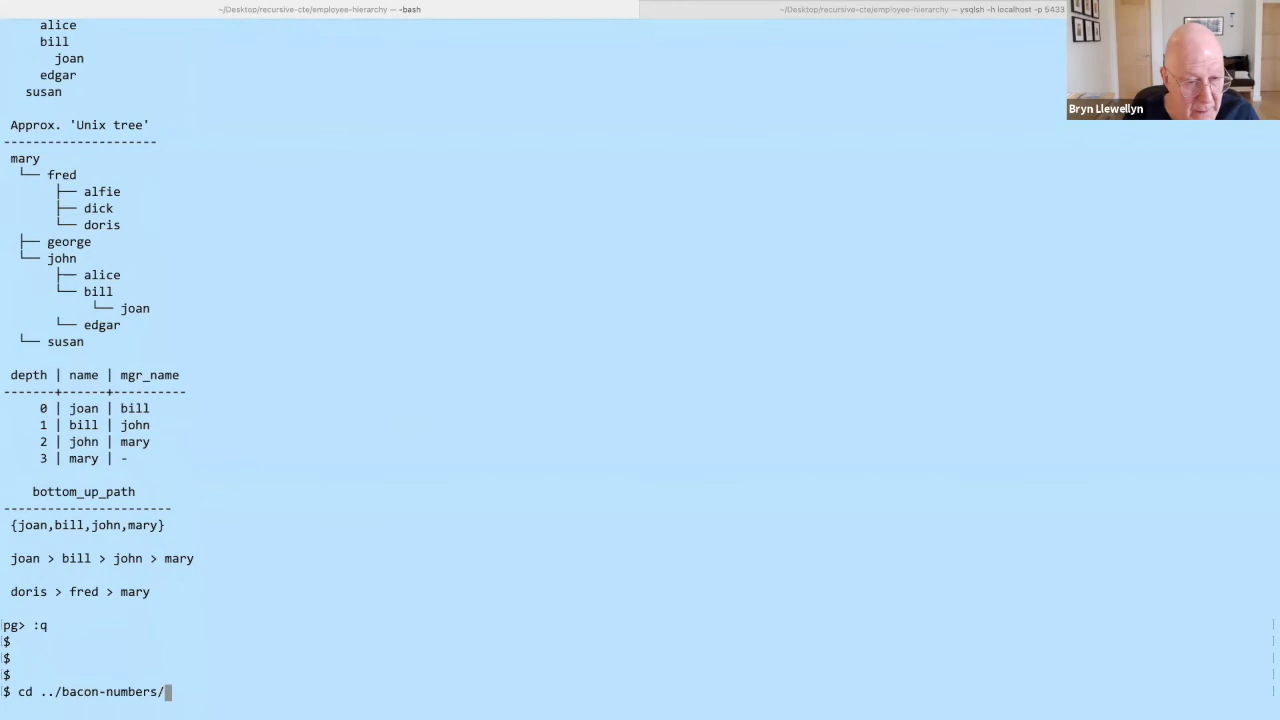 ~/Desktop/recursive-cte/employee-hierarchy — -bash
~/Desktop/recursive-cte/employee-hierarchy — ysqlsh -h localhost -p 5433
Bryn Llewellyn
alice
bill
joan
edgar
susan
Approx. 'Unix tree'
---------------------
mary
└── fred
├── alfie
├── dick
└── doris
├── george
└── john
├── alice
└── bill
└── joan
└── edgar
└── susan
depth | name | mgr_name
-------+------+----------
0 | joan | bill
1 | bill | john
2 | john | mary
3 | mary | -
bottom_up_path
-----------------------
{joan,bill,john,mary}
joan > bill > john > mary
doris > fred > mary
pg> :q
$
$
$
$ cd ../bacon-numbers/